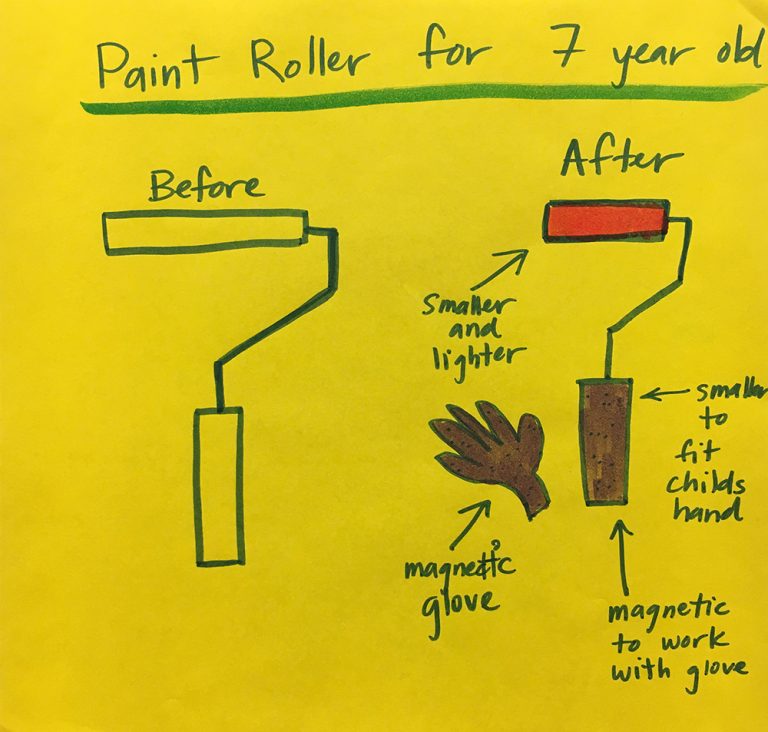 Paint Roller for 7 year old
Before
After
smaller
and
lighter
smaller
to
fit
childs
hand
magnetic
glove
magnetic
to work
with glove